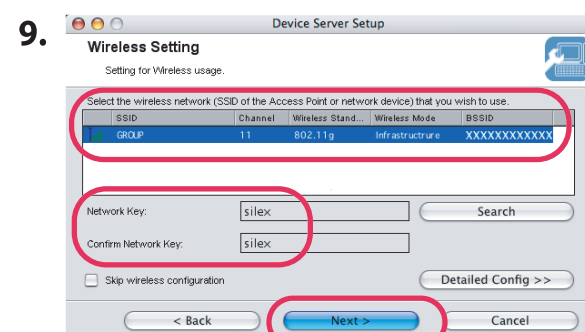 9.
Device Server Setup
Wireless Setting
Setting for Wireless usage.
Select the wireless network (SSID of the Access Point or network device) that you wish to use.
SSID Channel Wireless Stand... Wireless Mode BSSID
GROUP 11 802.11g Infrastructrure XXXXXXXXXXXX
Network Key: silex Search
Confirm Network Key: silex
Skip wireless configuration Detailed Config >>
< Back Next > Cancel